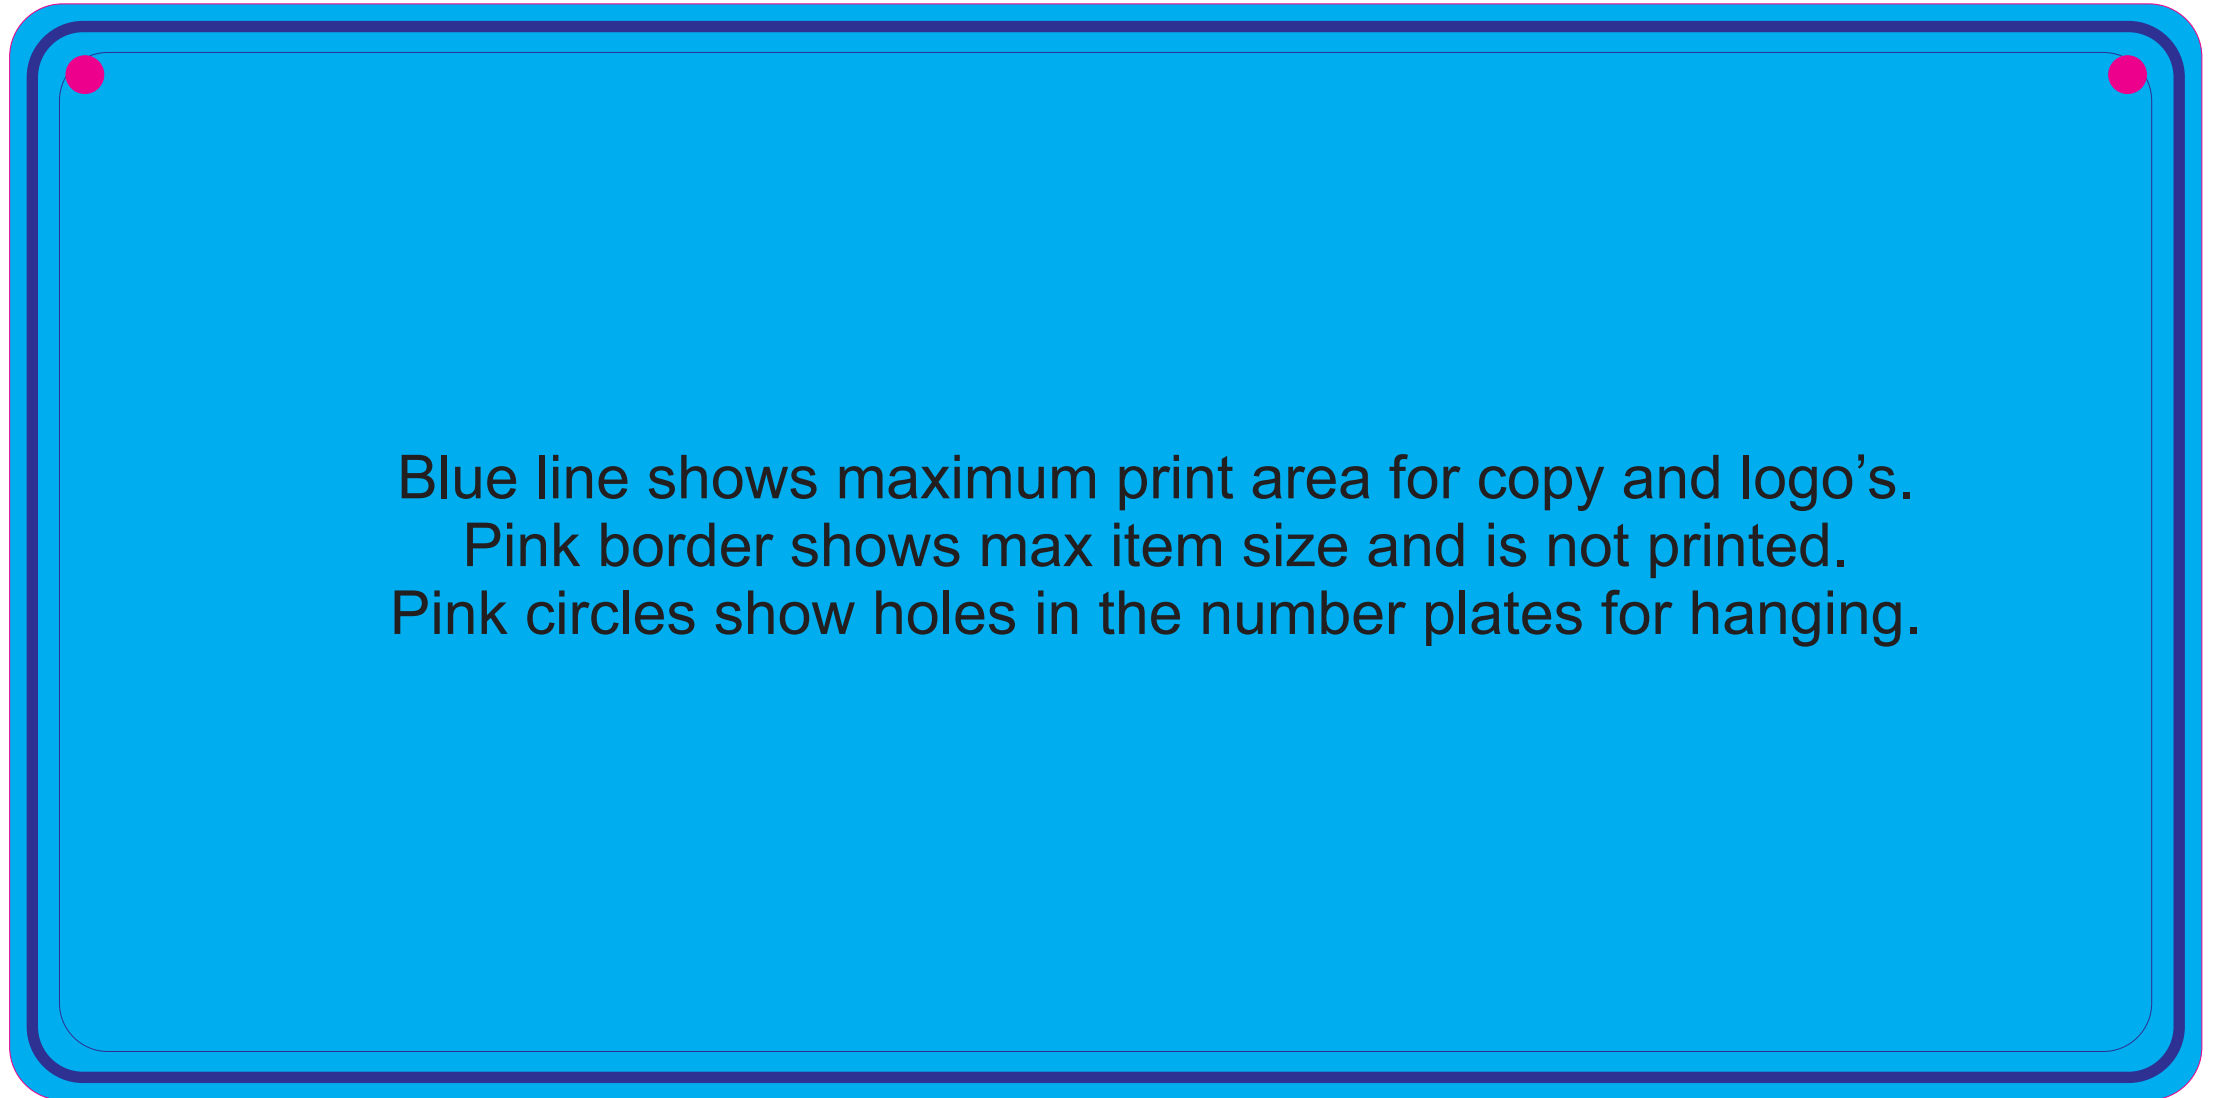 Blue line shows maximum print area for copy and logo’s.
Pink border shows max item size and is not printed.
Pink circles show holes in the number plates for hanging.